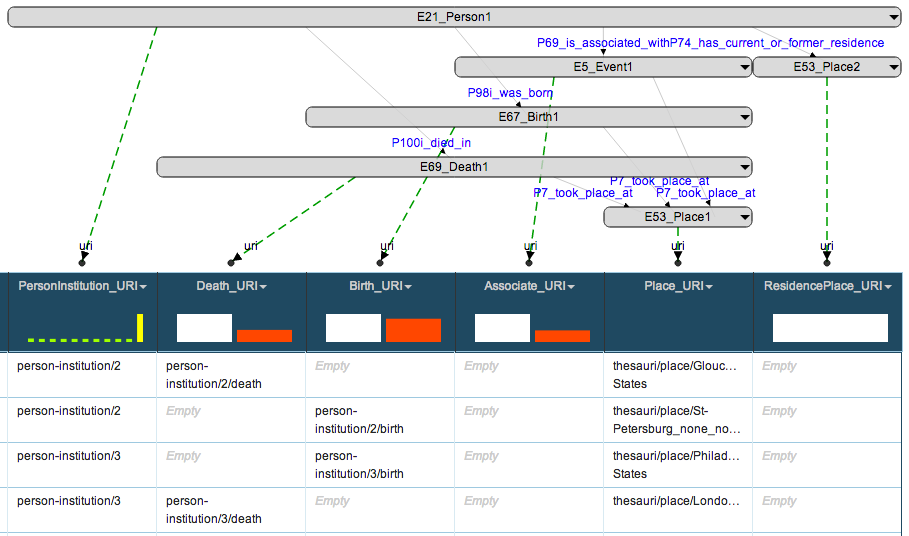 E21_Person1
P69_is_associated_withP74_has_current_or_former_residence
E5_Event1 E53_Place2
P98i_was_born
E67_Birth1
P100i_died_in
E69_Death1
P7_took_place_at
P7_took_place_at P7_took_place_at
E53_Place1
uri uri uri uri uri uri
PersonInstitution_URI Death_URI Birth_URI Associate_URI Place_URI ResidencePlace_URI
person-institution/2 person- Empty Empty thesauri/place/Glouc... Empty
institution/2/death States
person-institution/2 Empty person- Empty thesauri/place/St- Empty
institution/2/birth Petersburg_none_no...
person-institution/3 Empty person- Empty thesauri/place/Philad... Empty
institution/3/birth States
person-institution/3 person- Empty Empty thesauri/place/Londo... Empty
institution/3/death